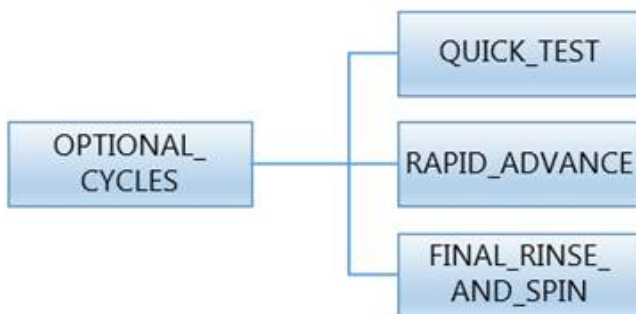 OPTIONAL_
CYCLES
QUICK_TEST
RAPID_ADVANCE
FINAL_RINSE_
AND_SPIN